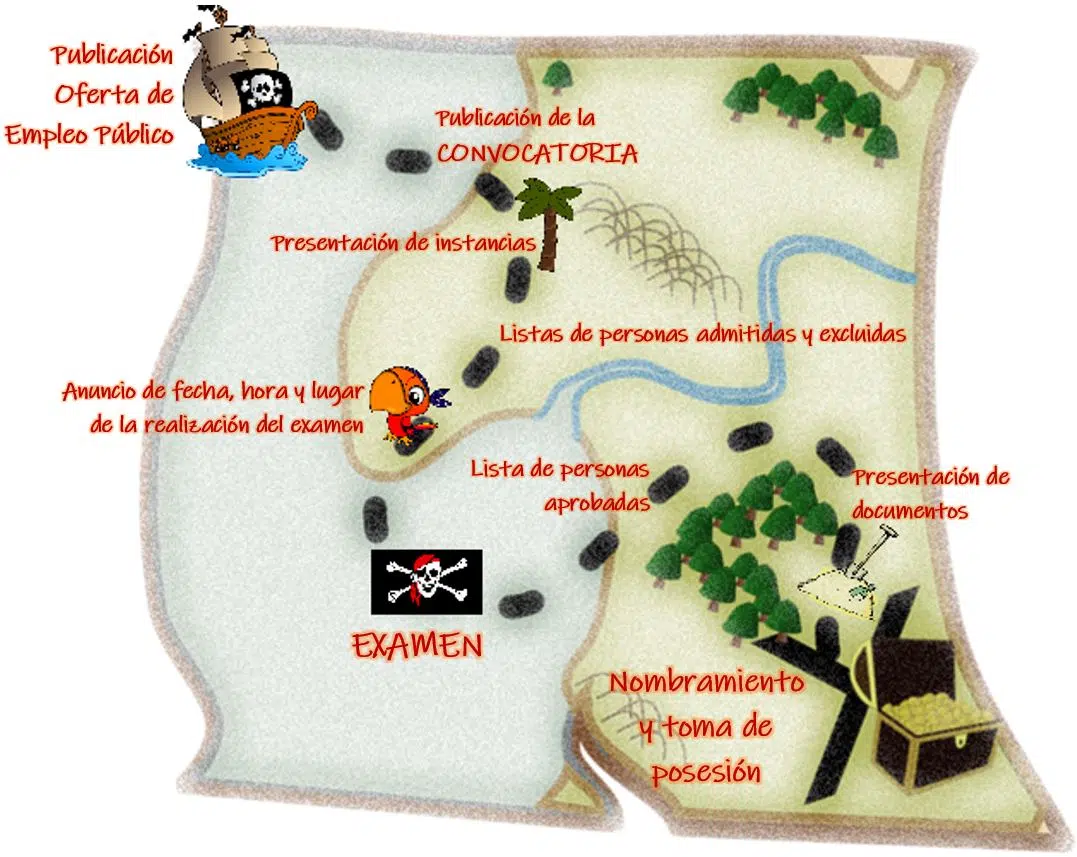 Publicación
Oferta de
Empleo Público
Publicación de la
CONVOCATORIA
Presentación de instancias
Listas de personas admitidas y excluidas
Anuncio de fecha, hora y lugar
de la realización del examen
EXAMEN
Lista de personas
aprobadas
Presentación de
documentos
Nombramiento
y toma de
posesión